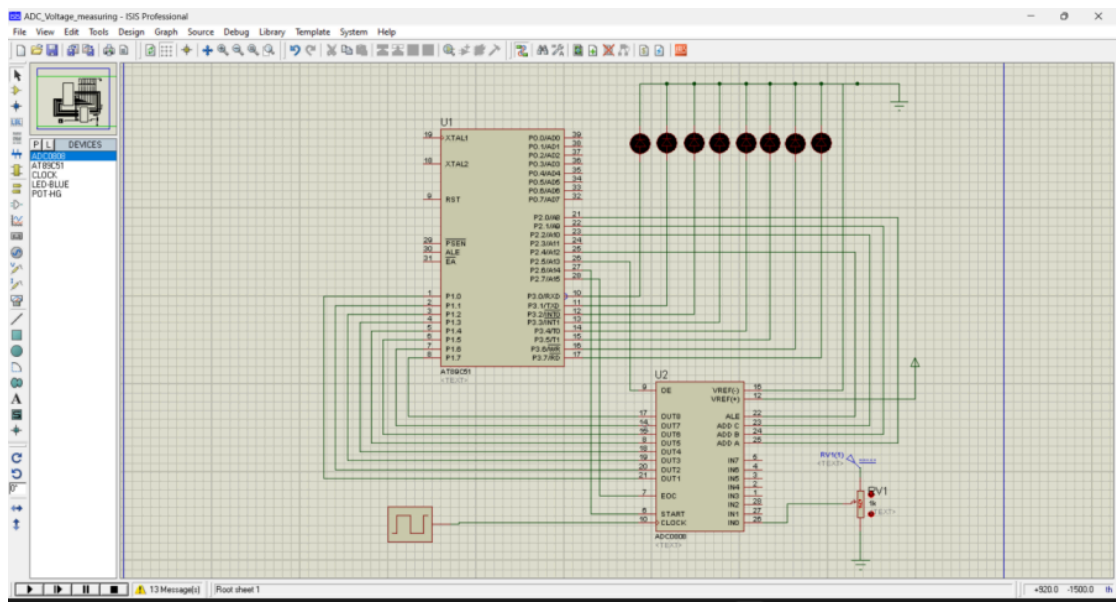 ADC_Voltage_measuring - ISIS Professional
File View Edit Tools Design Graph Source Debug Library Template System Help
P L DEVICES
ADC0808
AT89C51
CLOCK
LED-BLUE
POT-HG
U1
19 XTAL1
18 XTAL2
9 RST
29 PSEN
30 ALE
31 EA
1 P1.0
2 P1.1
3 P1.2
4 P1.3
5 P1.4
6 P1.5
7 P1.6
8 P1.7
P0.0/AD0 39
P0.1/AD1 38
P0.2/AD2 37
P0.3/AD3 36
P0.4/AD4 35
P0.5/AD5 34
P0.6/AD6 33
P0.7/AD7 32
P2.0/A8 21
P2.1/A9 22
P2.2/A10 23
P2.3/A11 24
P2.4/A12 25
P2.5/A13 26
P2.6/A14 27
P2.7/A15 28
P3.0/RXD 10
P3.1/TXD 11
P3.2/INT0 12
P3.3/INT1 13
P3.4/T0 14
P3.5/T1 15
P3.6/WR 16
P3.7/RD 17
AT89C51
<TEXT>
U2
9 OE
17 OUT8
14 OUT7
15 OUT6
8 OUT5
18 OUT4
19 OUT3
20 OUT2
21 OUT1
7 EOC
6 START
10 CLOCK
VREF(-) 16
VREF(+) 12
ALE 22
ADD C 23
ADD B 24
ADD A 25
IN7 5
IN6 4
IN5 3
IN4 2
IN3 1
IN2 28
IN1 27
IN0 26
ADC0808
<TEXT>
RV1(1)
<TEXT>
RV1
1k
<TEXT>
0°
13 Message(s) Root sheet 1 +920.0 -1500.0 th